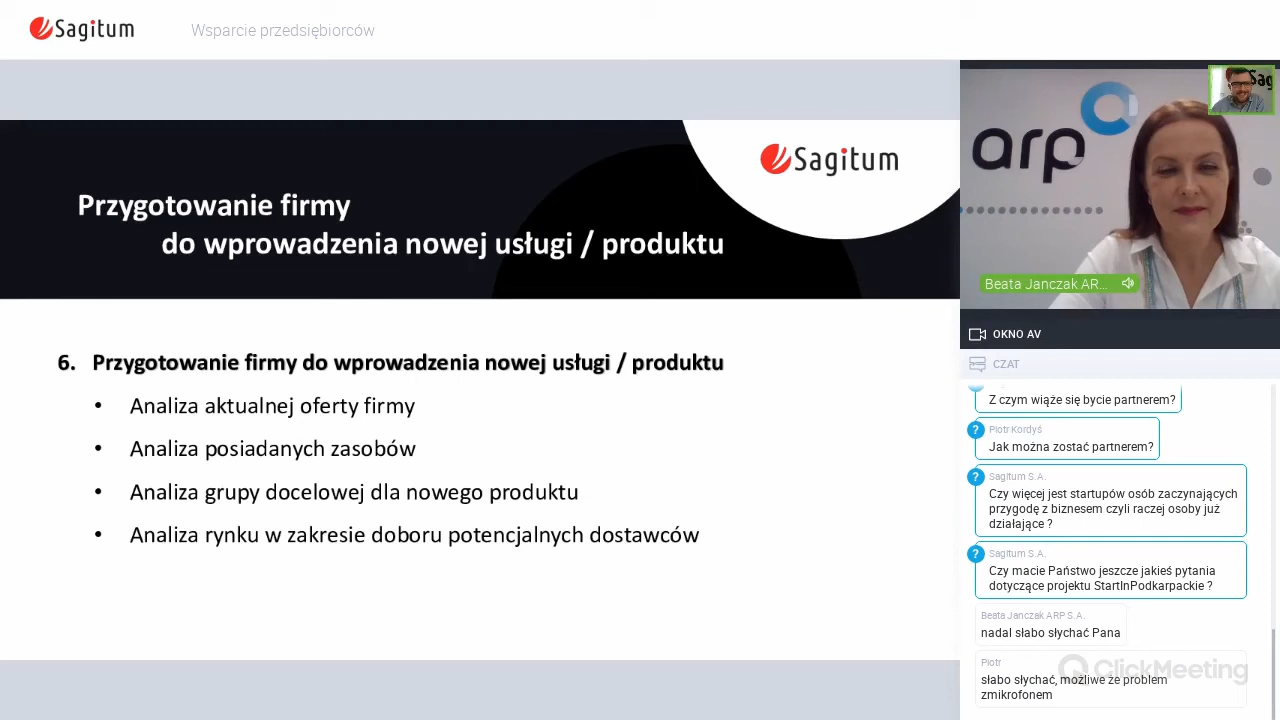 Sagitum
Wsparcie przedsiębiorców
Sagitum
Przygotowanie firmy
do wprowadzenia nowej usługi / produktu
6. Przygotowanie firmy do wprowadzenia nowej usługi / produktu
• Analiza aktualnej oferty firmy
• Analiza posiadanych zasobów
• Analiza grupy docelowej dla nowego produktu
• Analiza rynku w zakresie doboru potencjalnych dostawców
Sag
arp
Beata Janczak AR...
OKNO AV
CZAT
Z czym wiąże się bycie partnerem?
?
Piotr Kordyś
Jak można zostać partnerem?
?
Sagitum S.A.
Czy więcej jest startupów osób zaczynających
przygodę z biznesem czyli raczej osoby już
działające ?
?
Sagitum S.A.
Czy macie Państwo jeszcze jakieś pytania
dotyczące projektu StartInPodkarpackie ?
Beata Janczak ARP S.A.
nadal słabo słychać Pana
Piotr
słabo słychać, możliwe ze problem
zmikrofonem
ClickMeeting